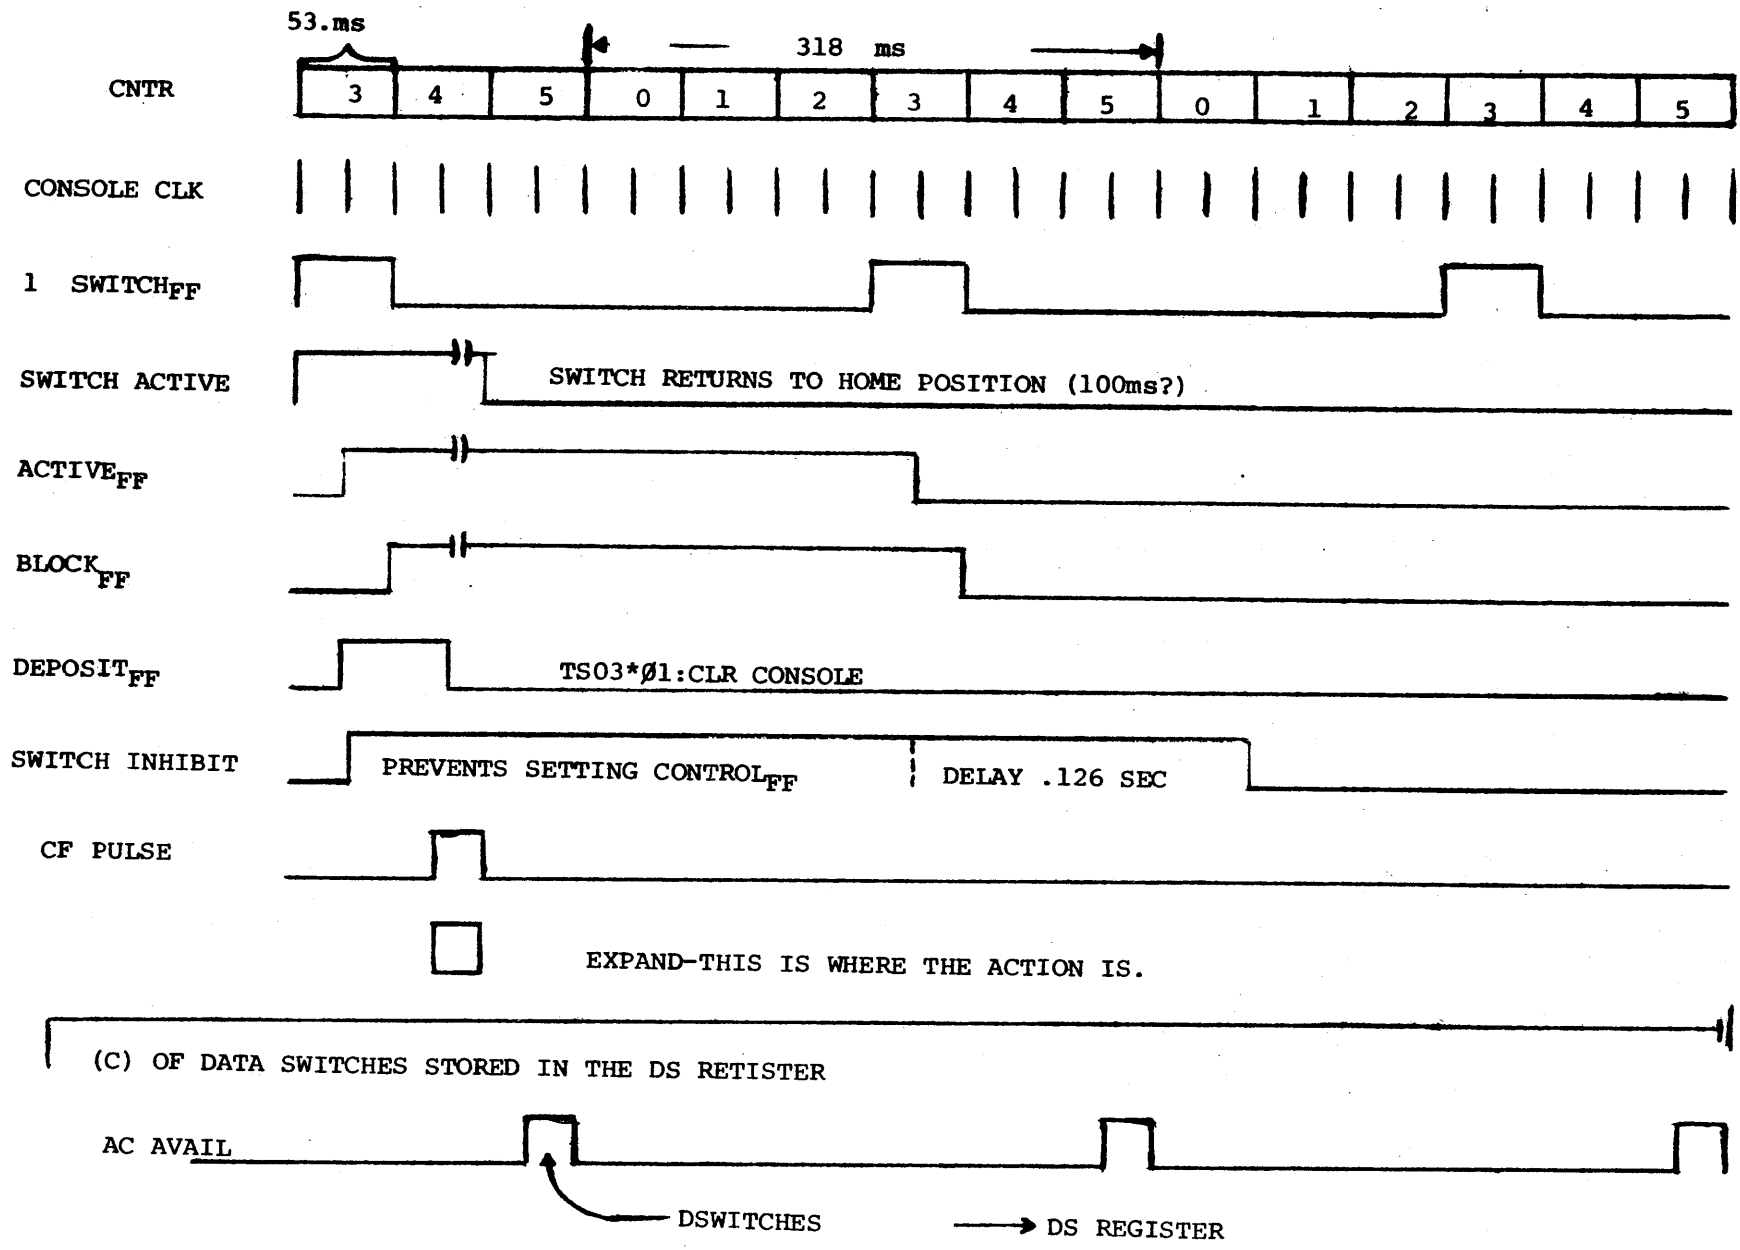 53.ms
318 ms
CNTR 3 4 5 0 1 2 3 4 5 0 1 2 3 4 5
CONSOLE CLK
1 SWITCHFF
SWITCH ACTIVE SWITCH RETURNS TO HOME POSITION (100ms?)
ACTIVEFF
BLOCKFF
DEPOSITFF TS03*Ø1:CLR CONSOLE
SWITCH INHIBIT PREVENTS SETTING CONTROLFF DELAY .126 SEC
CF PULSE
EXPAND-THIS IS WHERE THE ACTION IS.
(C) OF DATA SWITCHES STORED IN THE DS RETISTER
AC AVAIL
DSWITCHES DS REGISTER